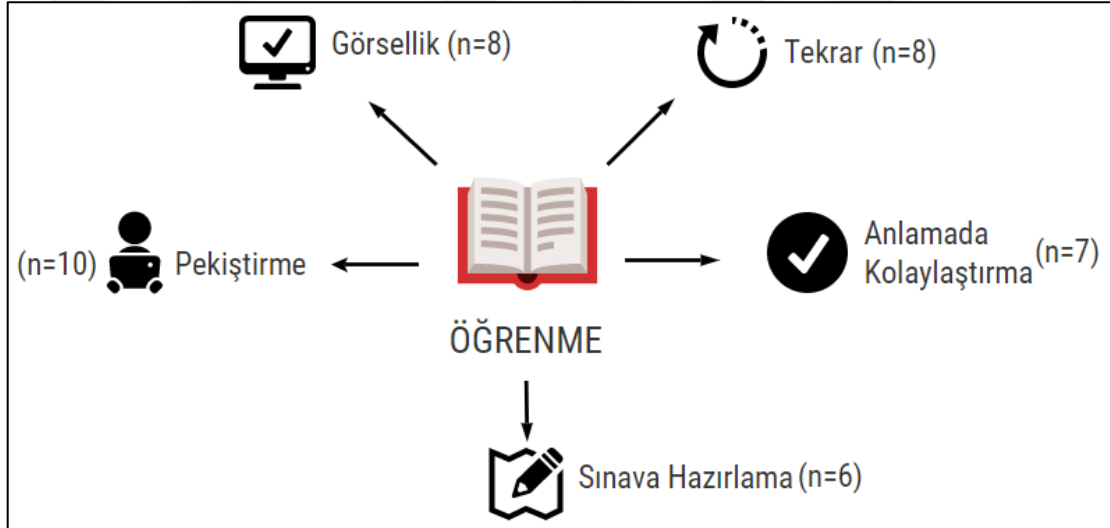 Görsellik (n=8)
Tekrar (n=8)
(n=10) Pekiştirme
Anlamada
Kolaylaştırma (n=7)
ÖĞRENME
Sınava Hazırlama (n=6)